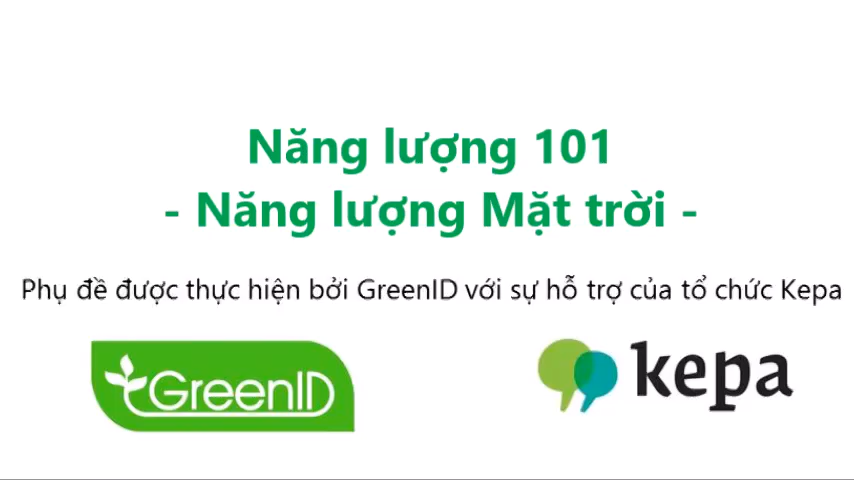 Năng lượng 101
- Năng lượng Mặt trời -
Phụ đề được thực hiện bởi GreenID với sự hỗ trợ của tổ chức Kepa
GreenID
kepa